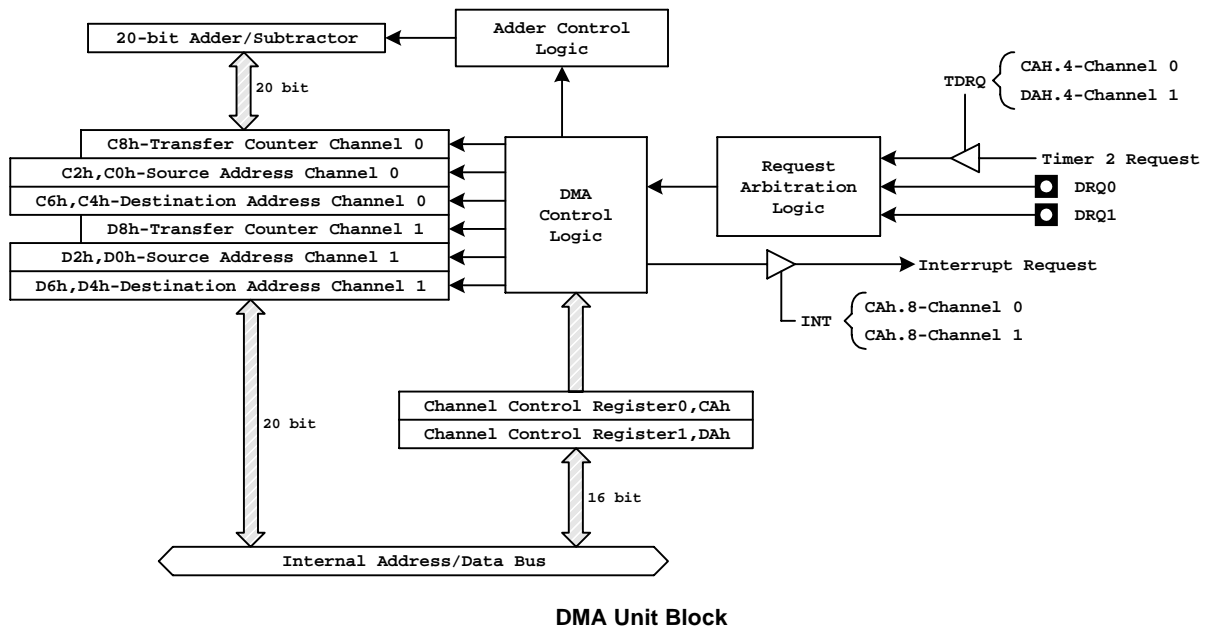 20-bit Adder/Subtractor
Adder Control
Logic
20 bit
TDRQ
CAH.4-Channel 0
DAH.4-Channel 1
C8h-Transfer Counter Channel 0
C2h,C0h-Source Address Channel 0
C6h,C4h-Destination Address Channel 0
D8h-Transfer Counter Channel 1
D2h,D0h-Source Address Channel 1
D6h,D4h-Destination Address Channel 1
DMA
Control
Logic
Request
Arbitration
Logic
Timer 2 Request
DRQ0
DRQ1
Interrupt Request
INT
CAh.8-Channel 0
CAh.8-Channel 1
Channel Control Register0,CAh
Channel Control Register1,DAh
20 bit
16 bit
Internal Address/Data Bus
DMA Unit Block